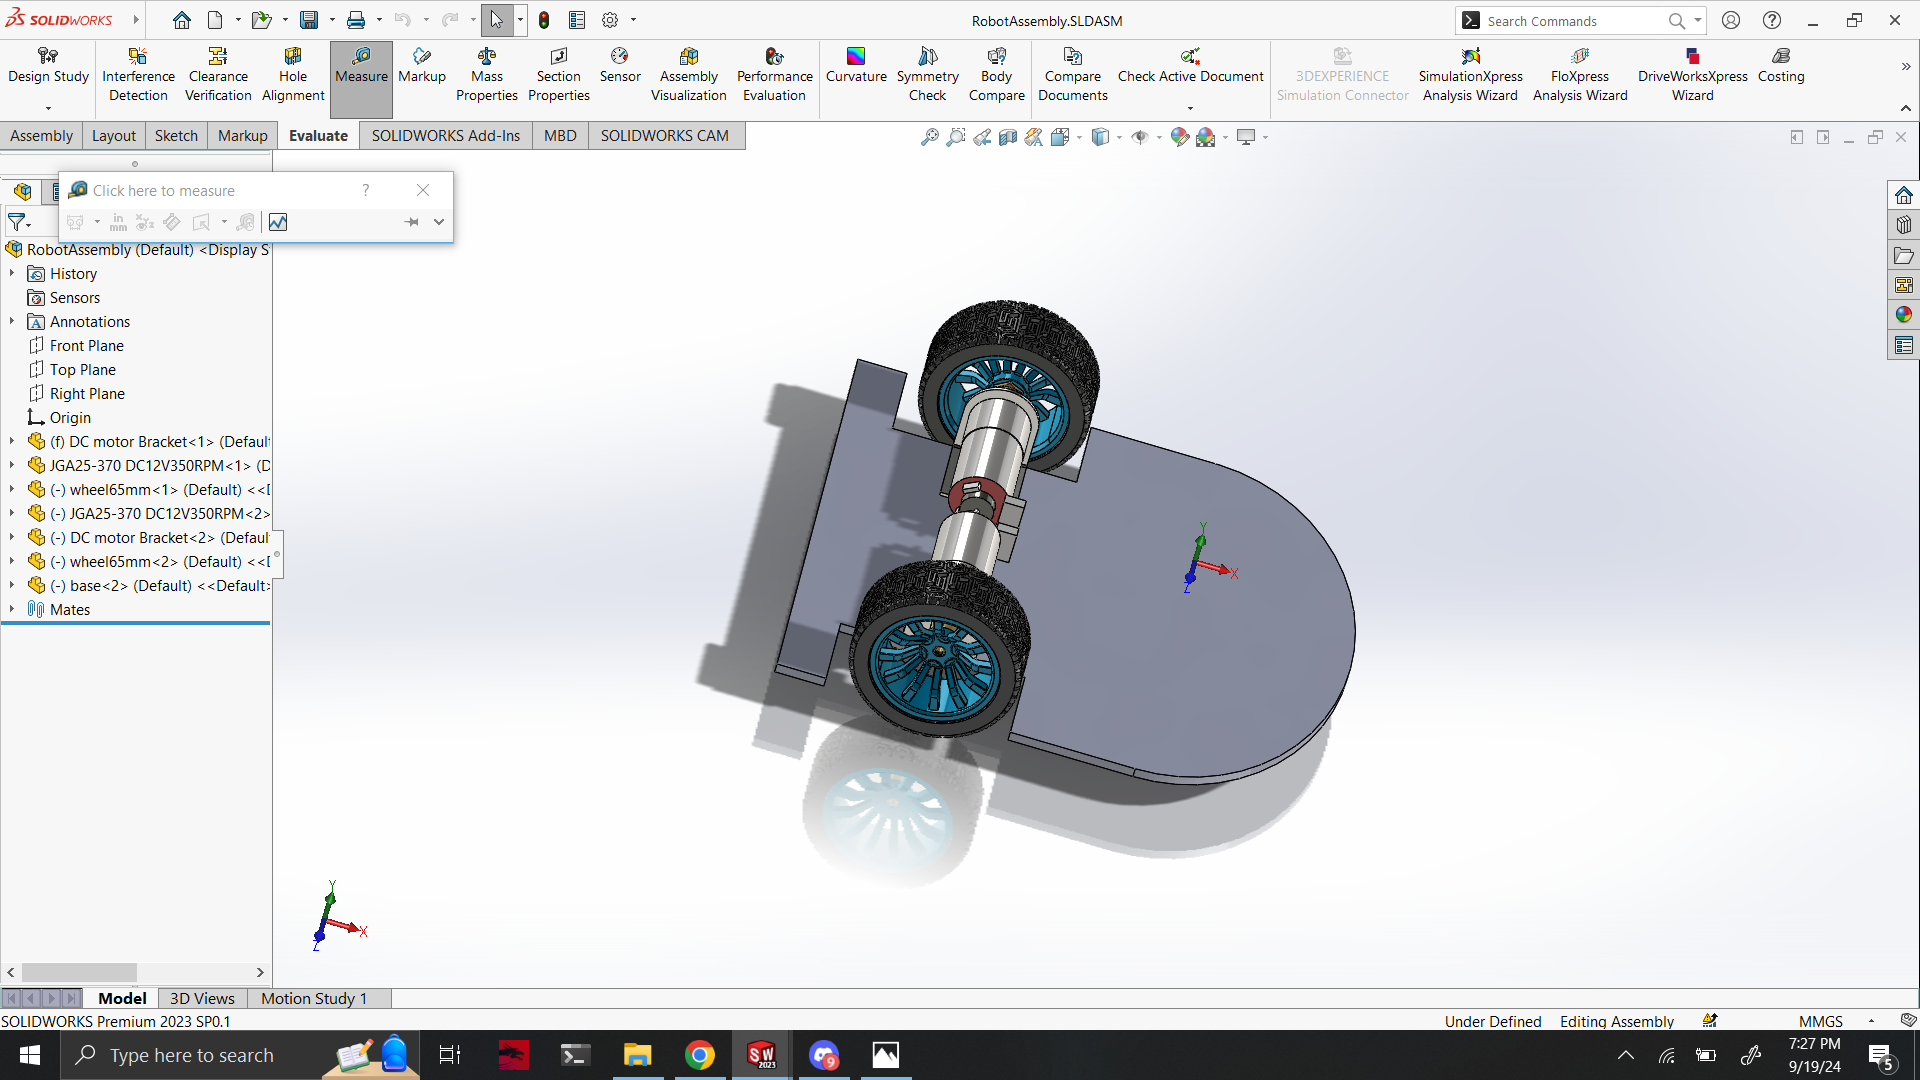 SOLIDWORKS
RobotAssembly.SLDASM
Search Commands
Design Study
Interference Detection
Clearance Verification
Hole Alignment
Measure
Markup
Mass Properties
Section Properties
Sensor
Assembly Visualization
Performance Evaluation
Curvature
Symmetry Check
Body Compare
Compare Documents
Check Active Document
3DEXPERIENCE Simulation Connector
SimulationXpress Analysis Wizard
FloXpress Analysis Wizard
DriveWorksXpress Wizard
Costing
Assembly
Layout
Sketch
Markup
Evaluate
SOLIDWORKS Add-Ins
MBD
SOLIDWORKS CAM
Click here to measure
?
in
mm
RobotAssembly (Default) <Display S
History
Sensors
Annotations
Front Plane
Top Plane
Right Plane
Origin
(f) DC motor Bracket<1> (Defaul
JGA25-370 DC12V350RPM<1> (D
(-) wheel65mm<1> (Default) <<D
(-) JGA25-370 DC12V350RPM<2>
(-) DC motor Bracket<2> (Defaul
(-) wheel65mm<2> (Default) <<D
(-) base<2> (Default) <<Default>
Mates
Y
X
Z
Y
X
Z
Model
3D Views
Motion Study 1
SOLIDWORKS Premium 2023 SP0.1
Under Defined
Editing Assembly
MMGS
Type here to search
SW
2023
9
7:27 PM
9/19/24
5